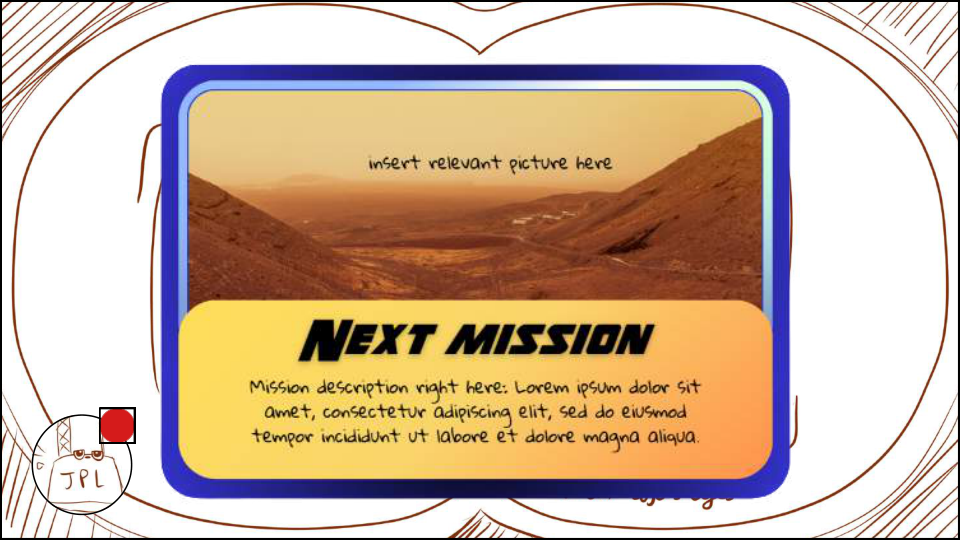 insert relevant picture here
Next mission
Mission description right here: Lorem ipsum dolor sit
amet, consectetur adipiscing elit, sed do eiusmod
tempor incididunt ut labore et dolore magna aliqua.
JPL